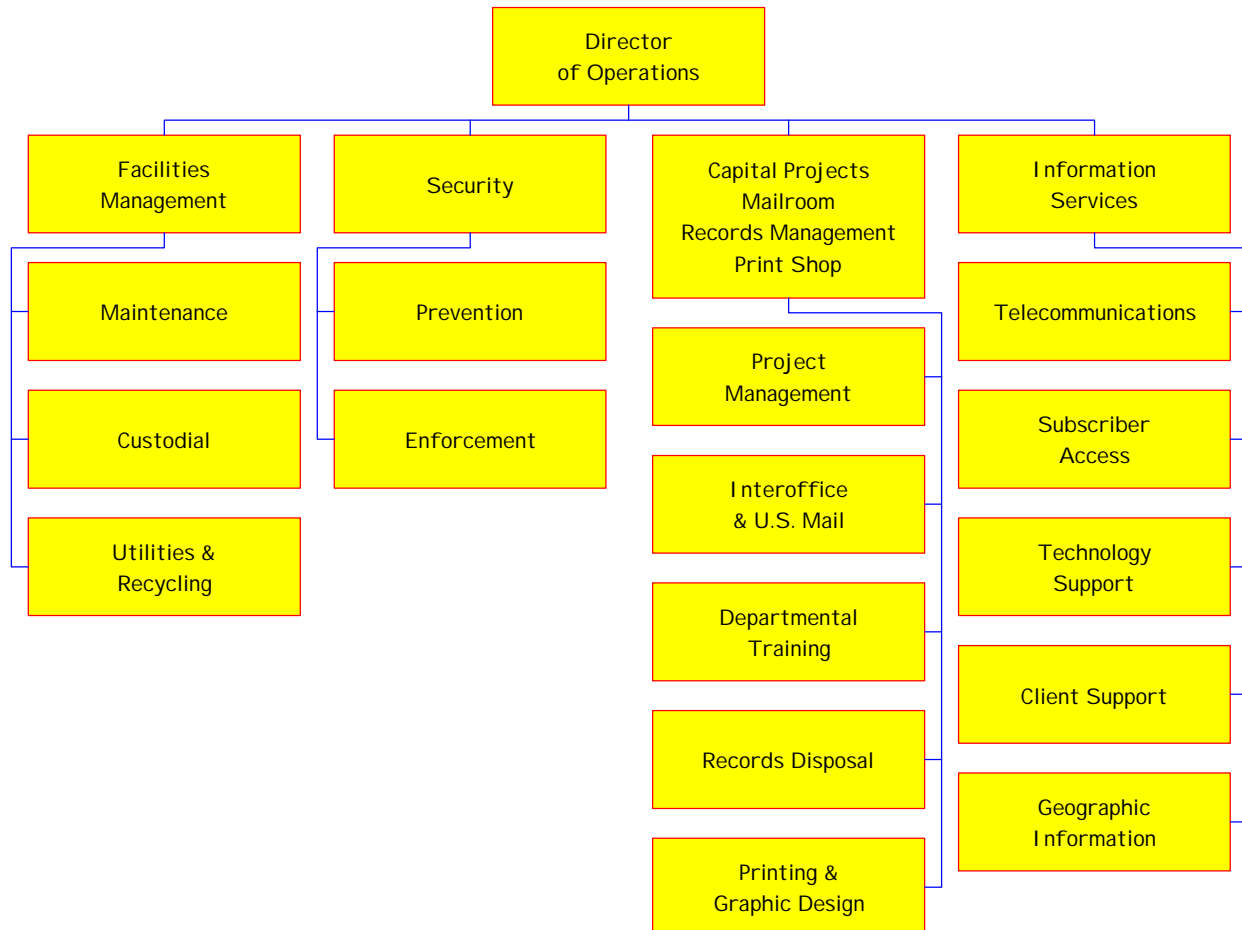 Director
of Operations
Facilities
Management
Security
Capital Projects
Mailroom
Records Management
Print Shop
Information
Services
Maintenance
Custodial
Utilities &
Recycling
Prevention
Enforcement
Project
Management
Interoffice
& U.S. Mail
Departmental
Training
Records Disposal
Printing &
Graphic Design
Telecommunications
Subscriber
Access
Technology
Support
Client Support
Geographic
Information